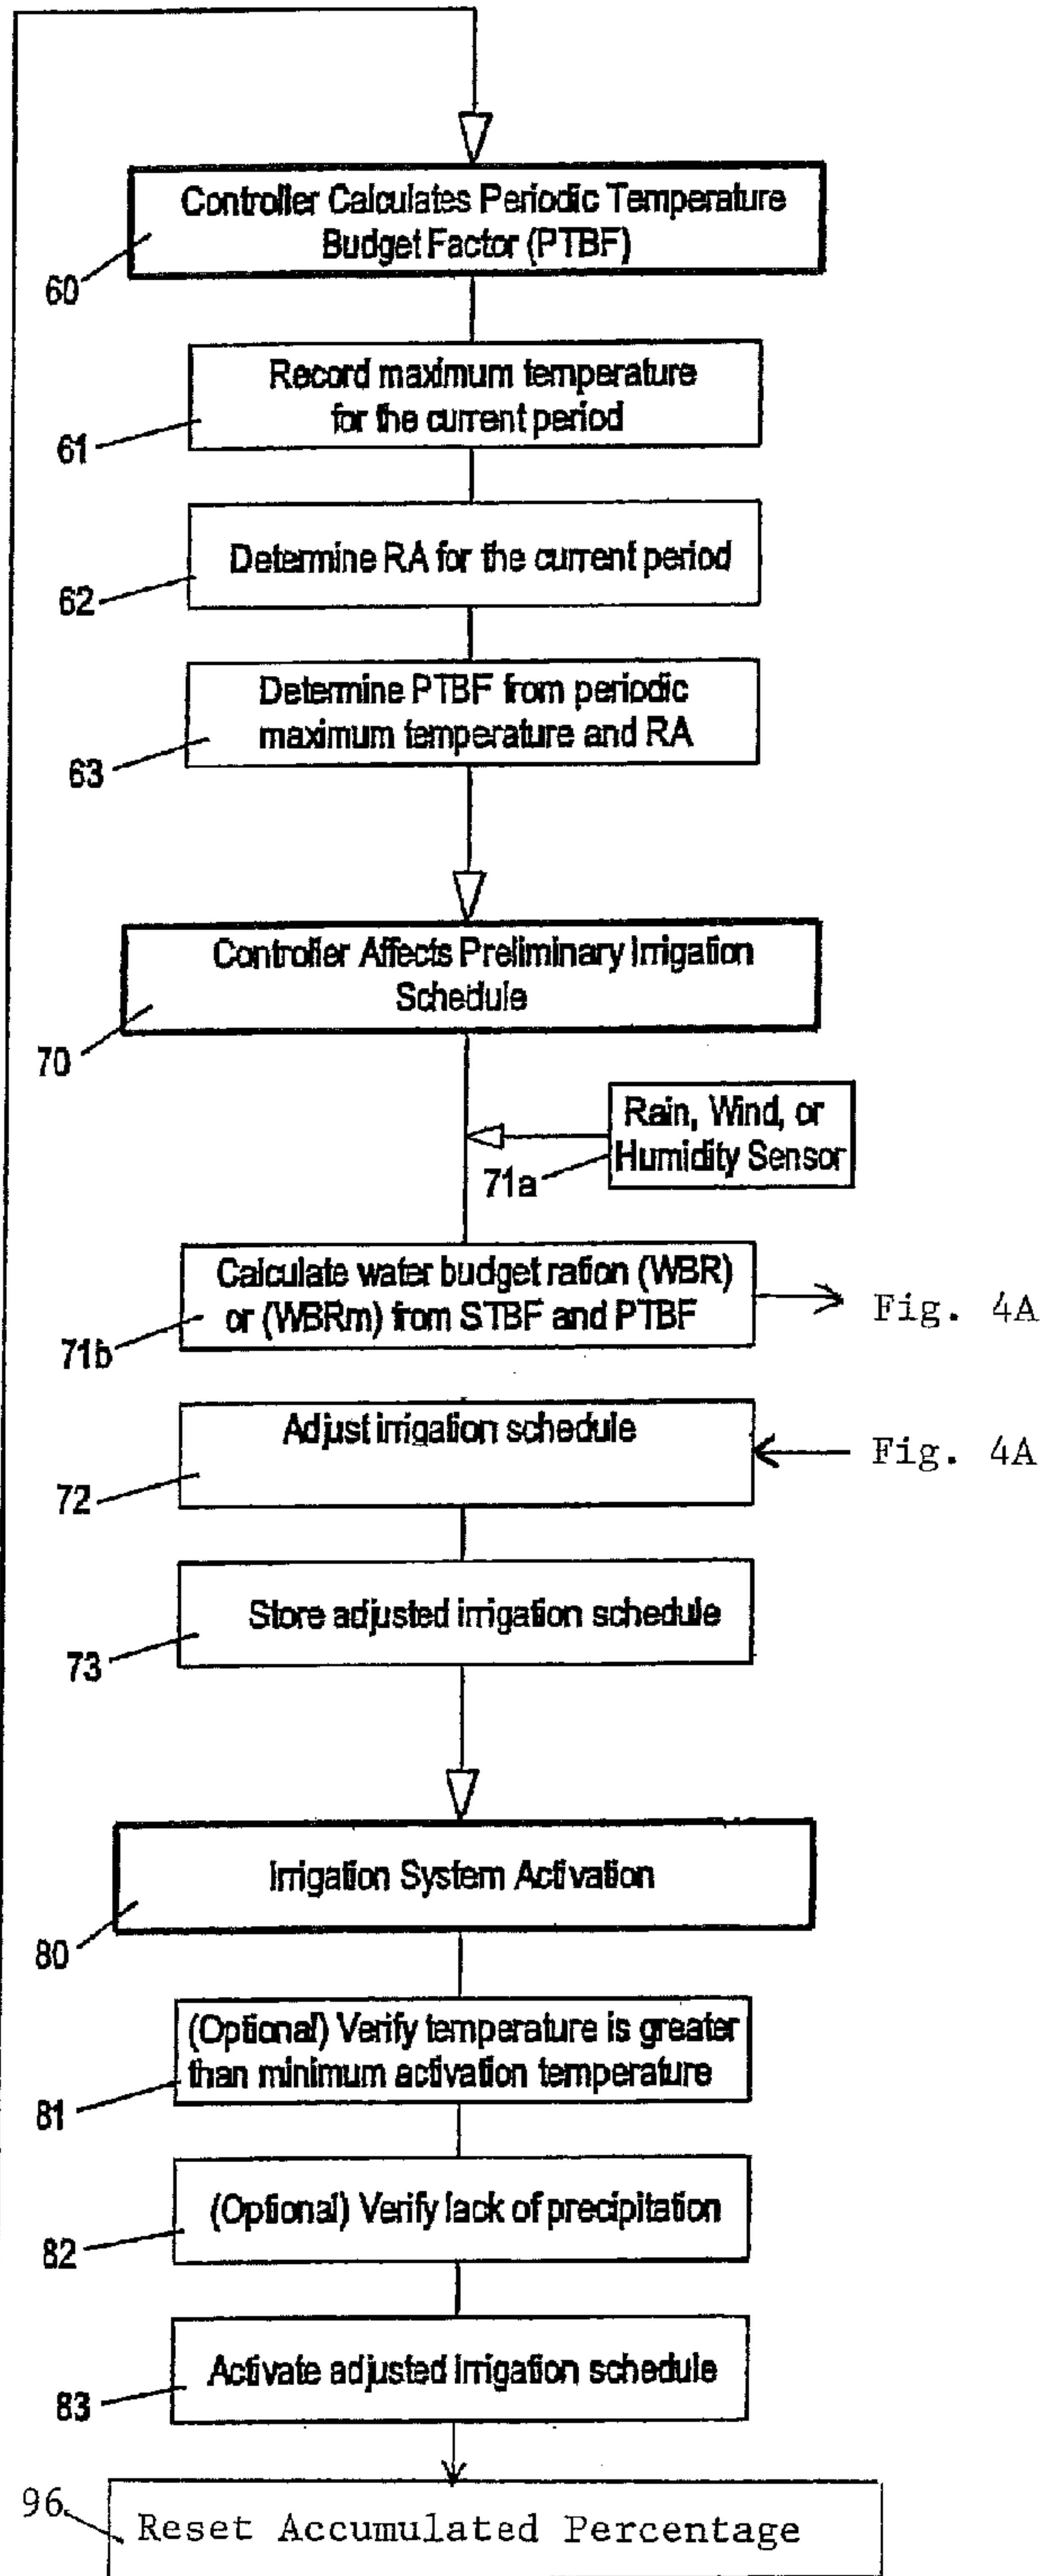 Controller Calculates Periodic Temperature
Budget Factor (PTBF)
60
Record maximum temperature
for the current period
61
Determine RA for the current period
62
Determine PTBF from periodic
maximum temperature and RA
63
Controller Affects Preliminary Irrigation
Schedule
70
Rain, Wind, or
Humidity Sensor
71a
Calculate water budget ration (WBR)
or (WBRm) from STBF and PTBF
71b
Fig. 4A
Adjust irrigation schedule
72
Fig. 4A
Store adjusted irrigation schedule
73
Irrigation System Activation
80
(Optional) Verify temperature is greater
than minimum activation temperature
81
(Optional) Verify lack of precipitation
82
Activate adjusted irrigation schedule
83
96
Reset Accumulated Percentage